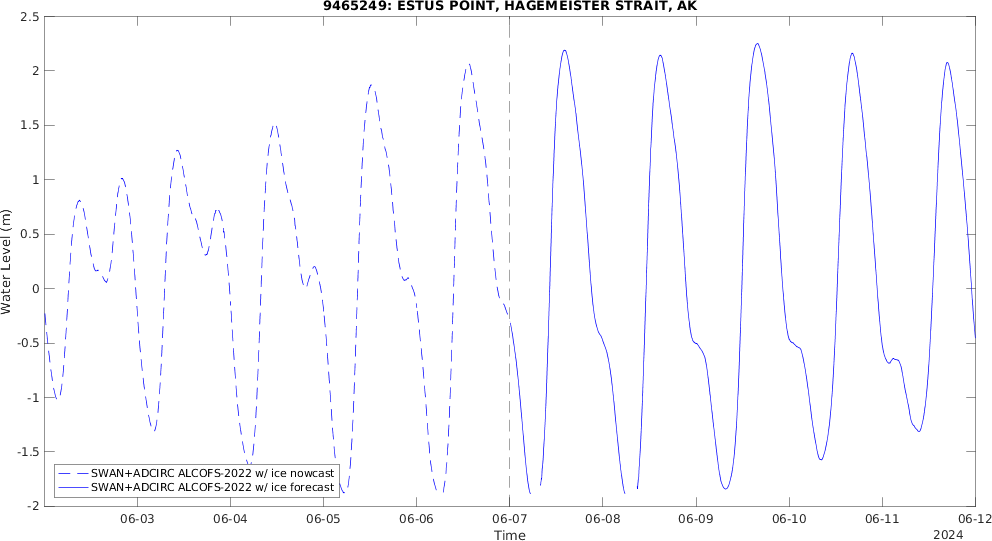 9465249: ESTUS POINT, HAGEMEISTER STRAIT, AK
2.5
2
1.5
1
0.5
0
-0.5
-1
-1.5
-2
Water Level (m)
SWAN+ADCIRC ALCOFS-2022 w/ ice nowcast
SWAN+ADCIRC ALCOFS-2022 w/ ice forecast
06-03 06-04 06-05 06-06 06-07 06-08 06-09 06-10 06-11 06-12
Time
2024